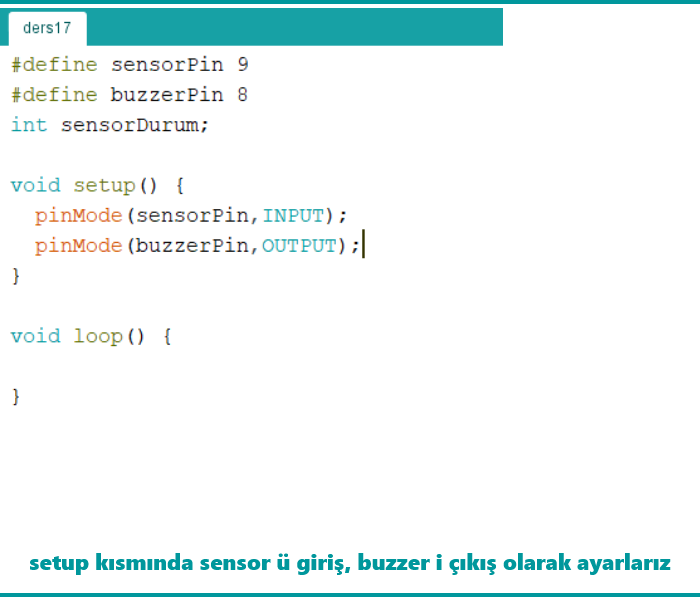 ders17
#define sensorPin 9
#define buzzerPin 8
int sensorDurum;
void setup() {
pinMode(sensorPin,INPUT);
pinMode(buzzerPin,OUTPUT);
}
void loop() {
}
setup kısmında sensor ü giriş, buzzer i çıkış olarak ayarlarız